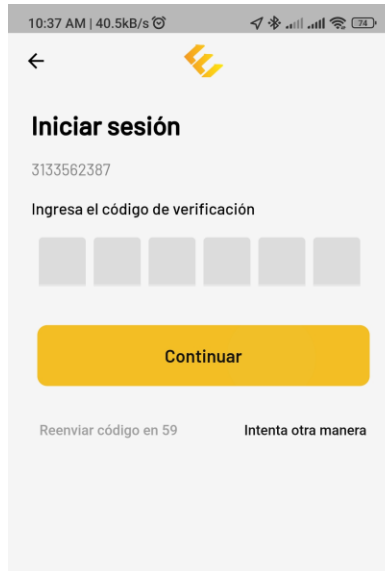 10:37 AM | 40.5kB/s
74
Iniciar sesión
3133562387
Ingresa el código de verificación
Continuar
Reenviar código en 59
Intenta otra manera